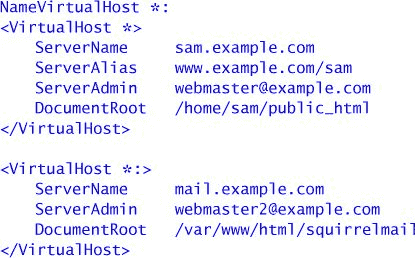 NameVirtualHost *:
<VirtualHost *>
ServerName sam.example.com
ServerAlias www.example.com/sam
ServerAdmin webmaster@example.com
DocumentRoot /home/sam/public_html
</VirtualHost>
<VirtualHost *:>
ServerName mail.example.com
ServerAdmin webmaster2@example.com
DocumentRoot /var/www/html/squirrelmail
</VirtualHost>